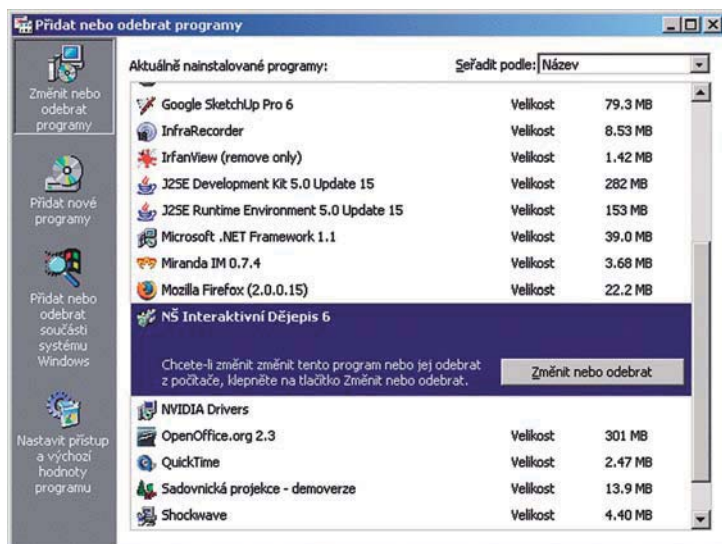 Přidat nebo odebrat programy
Změnit nebo
odebrat
programy
Přidat nové
programy
Přidat nebo
odebrat
součásti
systému
Windows
Nastavit přístup
a výchozí
hodnoty
programu
Aktuálně nainstalované programy:
Seřadit podle: Název
Google SketchUp Pro 6 Velikost 79.3 MB
InfraRecorder Velikost 8.53 MB
IrfanView (remove only) Velikost 1.42 MB
J2SE Development Kit 5.0 Update 15 Velikost 282 MB
J2SE Runtime Environment 5.0 Update 15 Velikost 153 MB
Microsoft .NET Framework 1.1 Velikost 39.0 MB
Miranda IM 0.7.4 Velikost 3.68 MB
Mozilla Firefox (2.0.0.15) Velikost 22.2 MB
NŠ Interaktivní Dějepis 6
Chcete-li změnit změnit tento program nebo jej odebrat
z počítače, klepněte na tlačítko Změnit nebo odebrat.
Změnit nebo odebrat
NVIDIA Drivers
OpenOffice.org 2.3 Velikost 301 MB
QuickTime Velikost 2.47 MB
Sadovnická projekce - demoverze Velikost 13.9 MB
Shockwave Velikost 4.40 MB